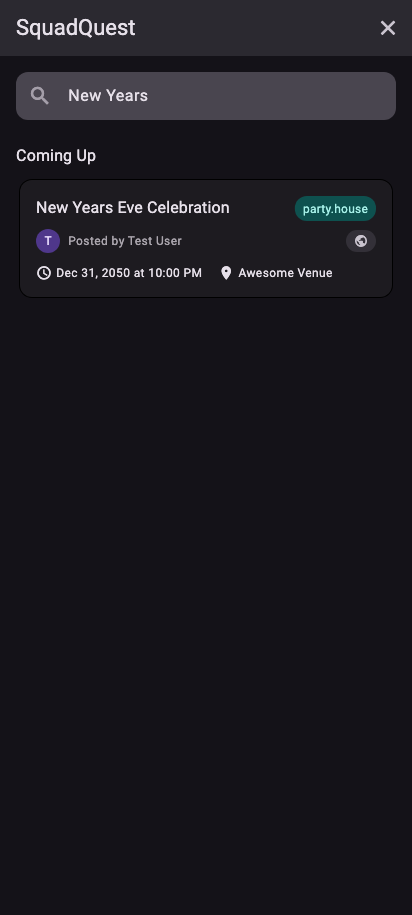 SquadQuest
New Years
Coming Up
New Years Eve Celebration
party.house
T
Posted by Test User
Dec 31, 2050 at 10:00 PM
Awesome Venue